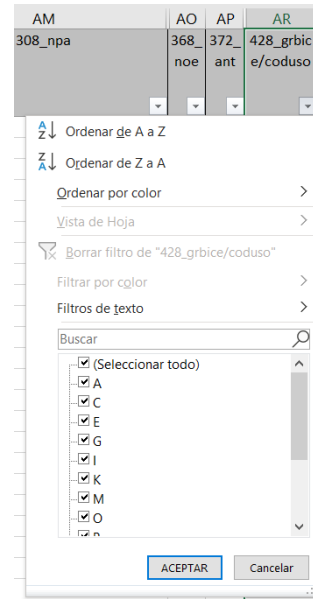 AM AO AP AR
308_npa 368_ 372_ 428_grbic
noe ant e/coduso
Ordenar de A a Z
Ordenar de Z a A
Ordenar por color
Vista de Hoja
Borrar filtro de "428_grbice/coduso"
Filtrar por color
Filtros de texto
Buscar
(Seleccionar todo)
A
C
E
G
I
K
M
O
ACEPTAR Cancelar